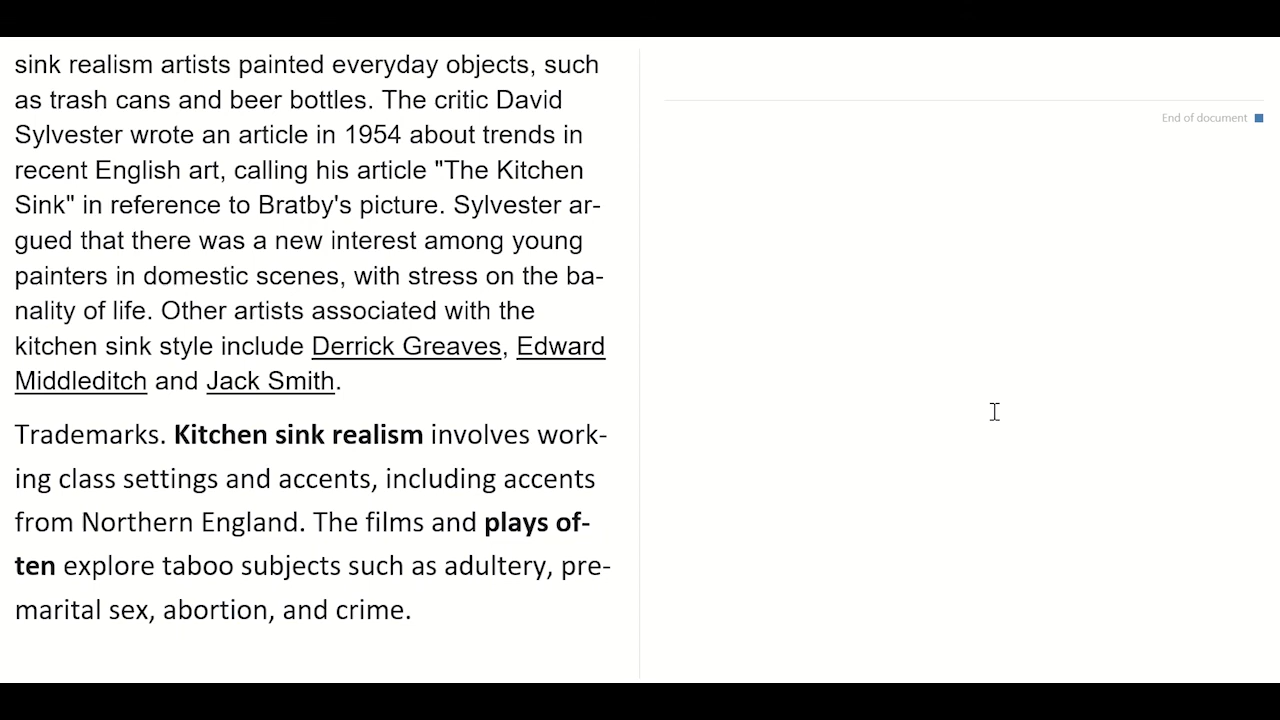 sink realism artists painted everyday objects, such
as trash cans and beer bottles. The critic David
Sylvester wrote an article in 1954 about trends in
recent English art, calling his article "The Kitchen
Sink" in reference to Bratby's picture. Sylvester ar-
gued that there was a new interest among young
painters in domestic scenes, with stress on the ba-
nality of life. Other artists associated with the
kitchen sink style include Derrick Greaves, Edward
Middleditch and Jack Smith.
Trademarks. Kitchen sink realism involves work-
ing class settings and accents, including accents
from Northern England. The films and plays of-
ten explore taboo subjects such as adultery, pre-
marital sex, abortion, and crime.
End of document